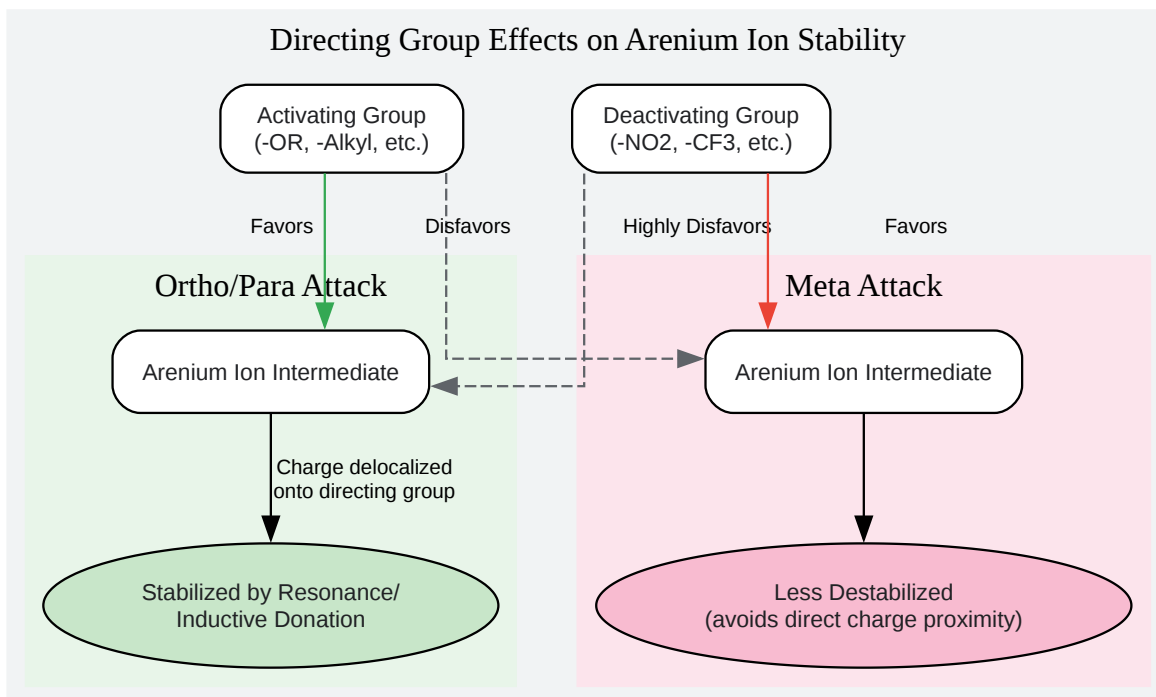 Directing Group Effects on Arenium Ion Stability
Activating Group
(-OR, -Alkyl, etc.)
Deactivating Group
(-NO2, -CF3, etc.)
Favors
Disfavors
Highly Disfavors
Favors
Ortho/Para Attack
Meta Attack
Arenium Ion Intermediate
Arenium Ion Intermediate
Charge delocalized
onto directing group
Stabilized by Resonance/
Inductive Donation
Less Destabilized
(avoids direct charge proximity)